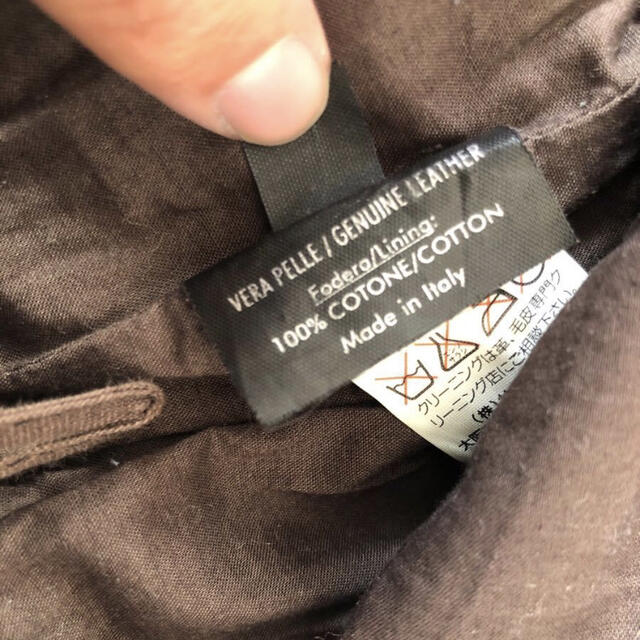 VERA PELLE/GENUINE LEATHER
Fodera/Lining:
100% COTONE/COTTON
Made in Italy
クリーニングは革、毛皮専門ク
リーニング店にご相談下さい。
(株)